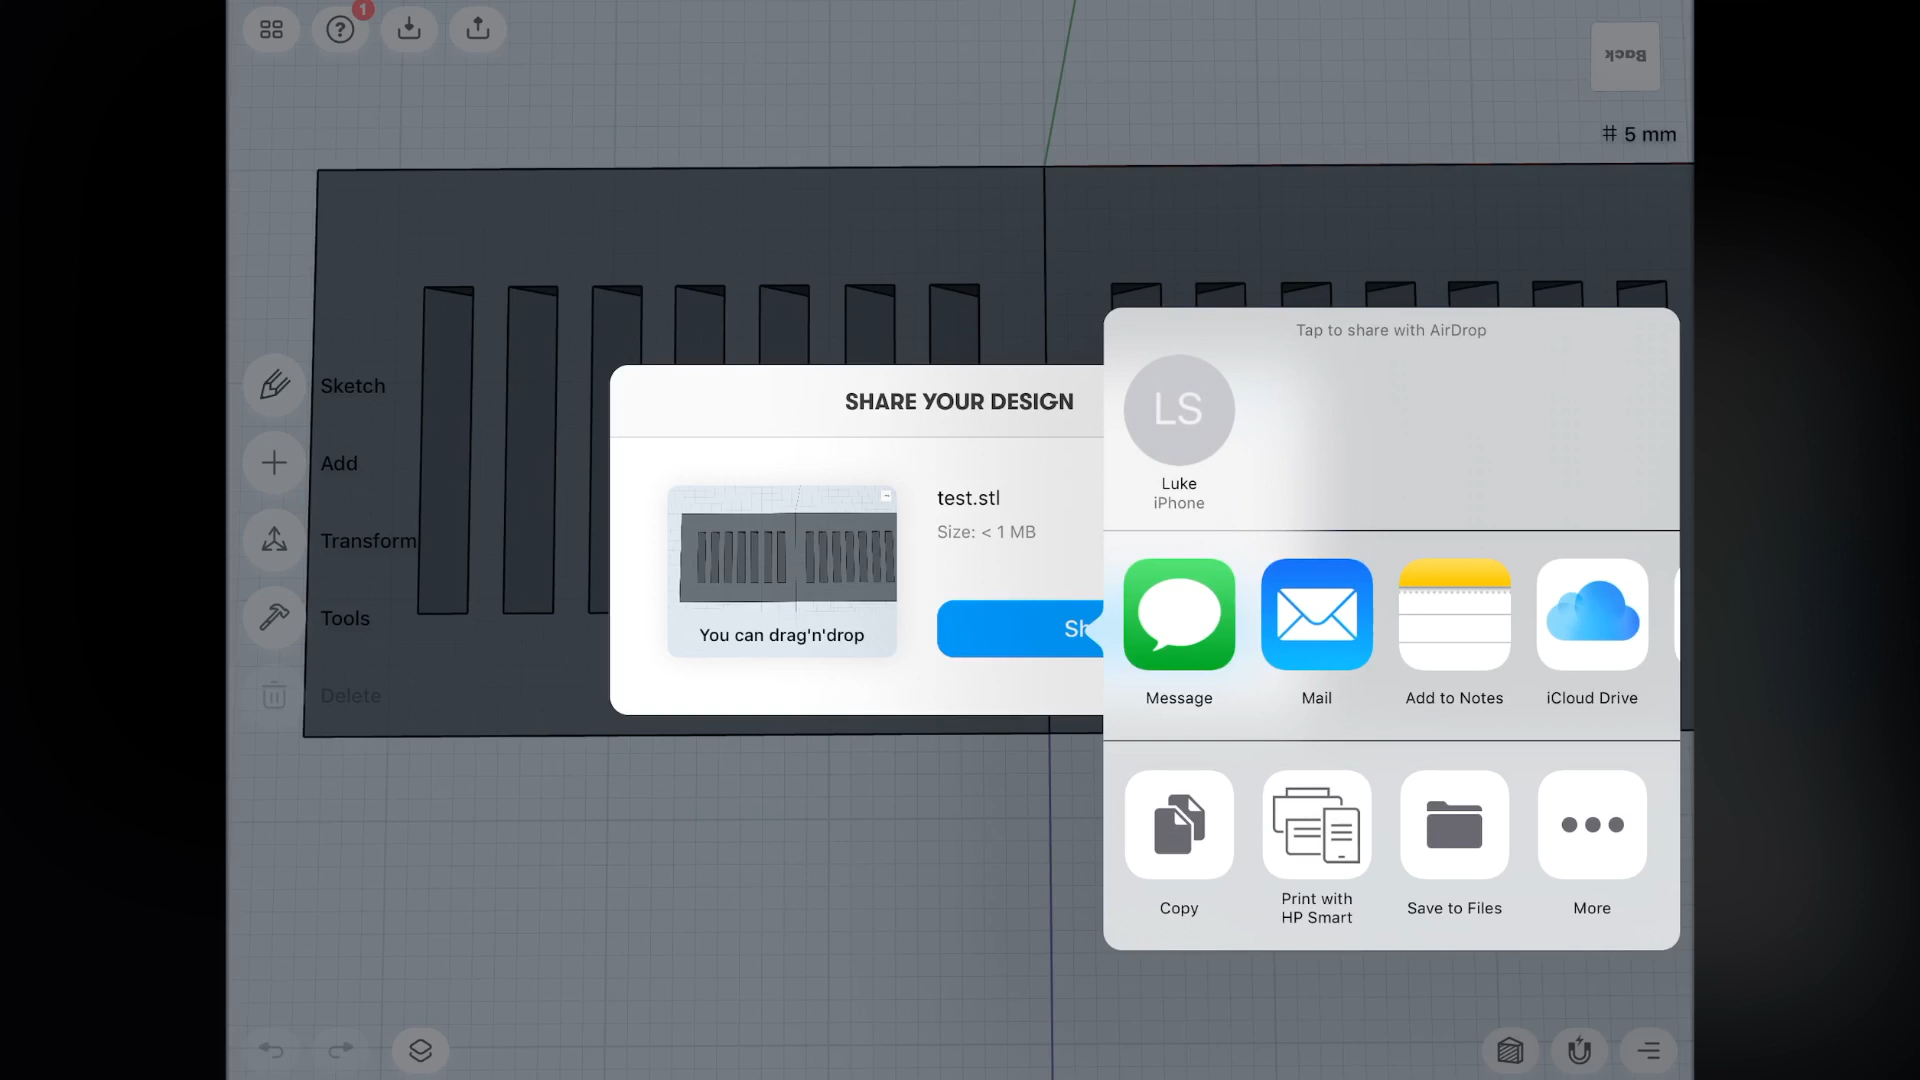 1
Back
5 mm
Sketch
Add
Transform
Tools
Delete
SHARE YOUR DESIGN
test.stl
Size: < 1 MB
You can drag'n'drop
Sh
Tap to share with AirDrop
LS
Luke
iPhone
Message
Mail
Add to Notes
iCloud Drive
Copy
Print with
HP Smart
Save to Files
More